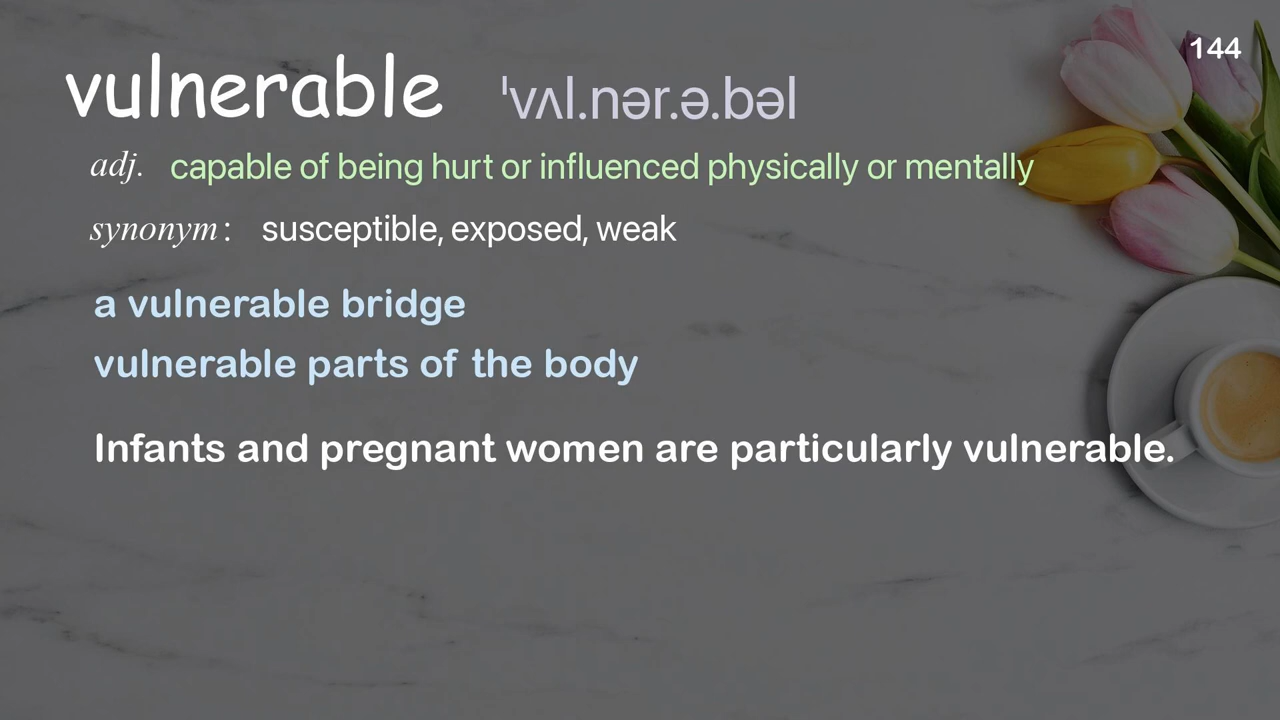 144
vulnerable ˈvʌl.nər.ə.bəl
adj. capable of being hurt or influenced physically or mentally
synonym: susceptible, exposed, weak
a vulnerable bridge
vulnerable parts of the body
Infants and pregnant women are particularly vulnerable.